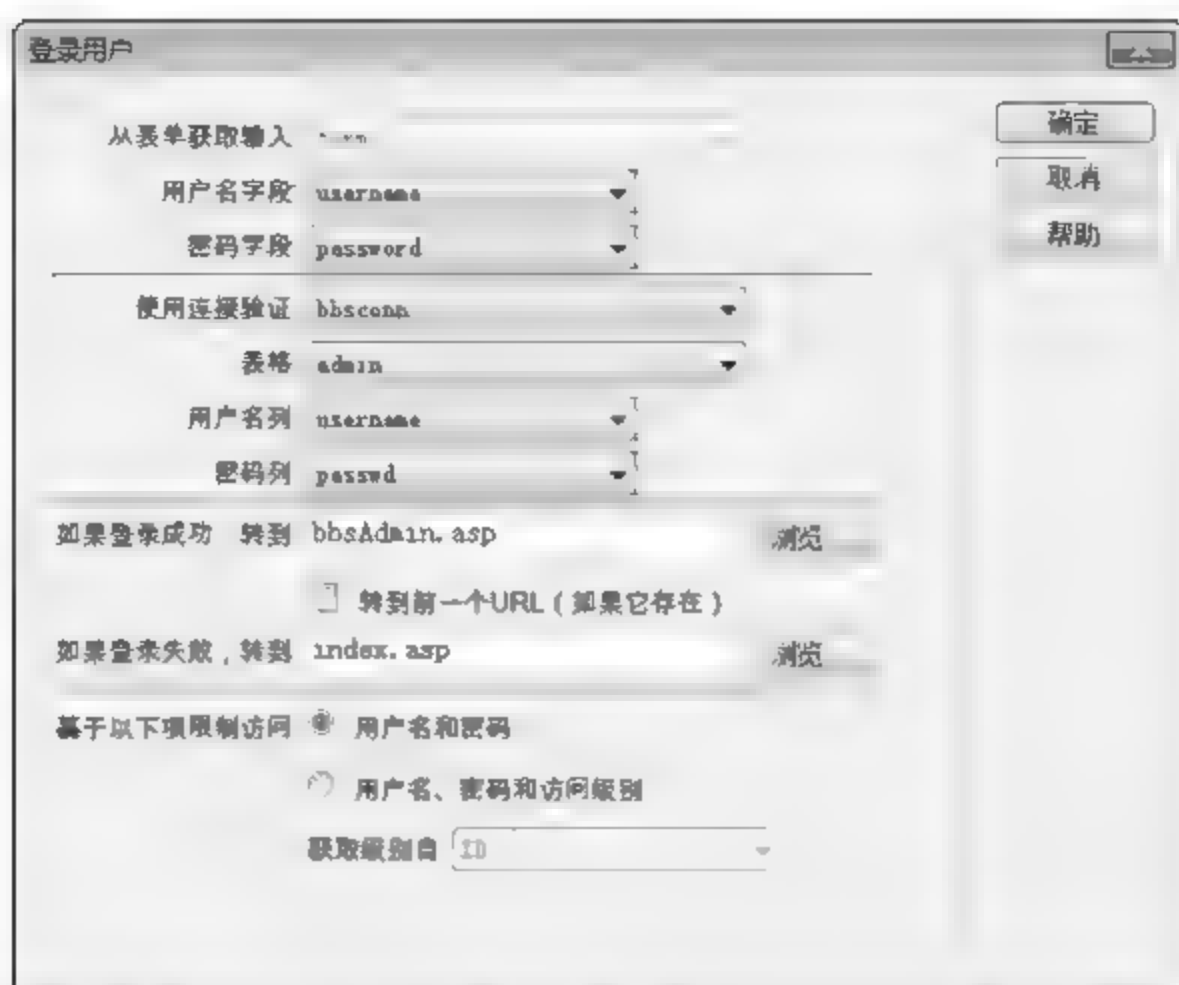 登录用户
从表单获取输入
确定
用户名字段 username
取消
密码字段 password
帮助
使用连接验证 bbsconn
表格 admin
用户名列 username
密码列 passwd
如果登录成功 转到 bbsAdmin.asp 浏览
转到前一个URL(如果它存在)
如果登录失败,转到 index.asp 浏览
基于以下项限制访问 用户名和密码
用户名、密码和访问级别
获取级别自 ID